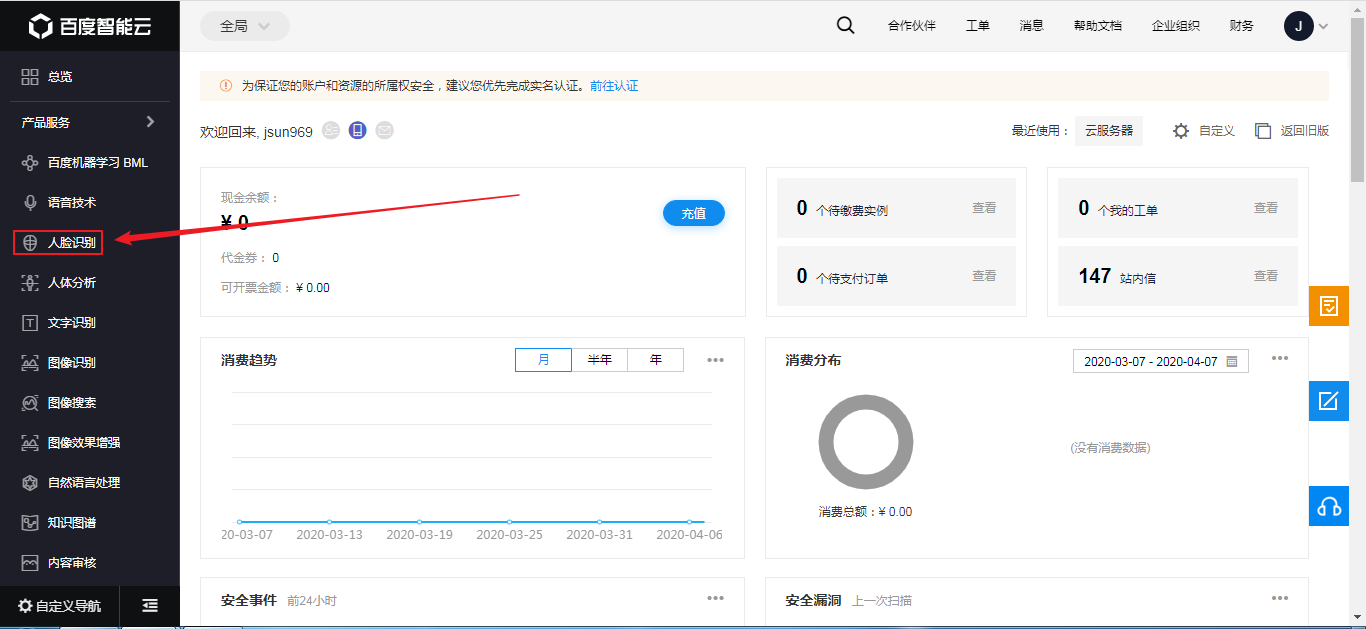 百度智能云
全局
合作伙伴 工单 消息 帮助文档 企业组织 财务 J
总览
产品服务
百度机器学习 BML
语音技术
人脸识别
人体分析
文字识别
图像识别
图像搜索
图像效果增强
自然语言处理
知识图谱
内容审核
自定义导航
为保证您的账户和资源的所属权安全，建议您优先完成实名认证。前往认证
欢迎回来, jsun969
最近使用： 云服务器 自定义 返回旧版
现金余额：
¥ 0
充值
代金券： 0
可开票金额： ¥ 0.00
0 个待缴费实例 查看
0 个待支付订单 查看
0 个我的工单 查看
147 站内信 查看
消费趋势 月 半年 年
20-03-07 2020-03-13 2020-03-19 2020-03-25 2020-03-31 2020-04-06
消费分布 2020-03-07 - 2020-04-07
(没有消费数据)
消费总额：¥ 0.00
安全事件 前24小时
安全漏洞 上一次扫描